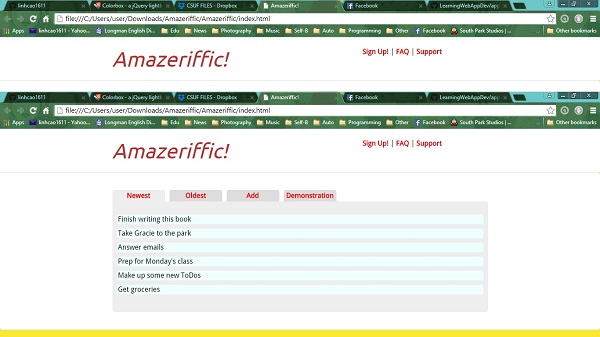 linhcao1611
Colorbox - a jQuery lighti
CSUF FILES - Dropbox
Amazeriffic!
Facebook
LearningWebAppDev/app
file:///C:/Users/user/Downloads/Amazeriffic/Amazeriffic/index.html
Apps linhcao1611 - Yahoo... Longman English Di... Edu News Photography Music Self-B Auto Programming Other Facebook South Park Studios |... Other bookmarks
Amazeriffic!
Sign Up! | FAQ | Support
linhcao1611
Colorbox - a jQuery lighti
CSUF FILES - Dropbox
Amazeriffic!
Facebook
LearningWebAppDev/app
file:///C:/Users/user/Downloads/Amazeriffic/Amazeriffic/index.html
Apps linhcao1611 - Yahoo... Longman English Di... Edu News Photography Music Self-B Auto Programming Other Facebook South Park Studios |... Other bookmarks
Amazeriffic!
Sign Up! | FAQ | Support
Newest Oldest Add Demonstration
Finish writing this book
Take Gracie to the park
Answer emails
Prep for Monday's class
Make up some new ToDos
Get groceries